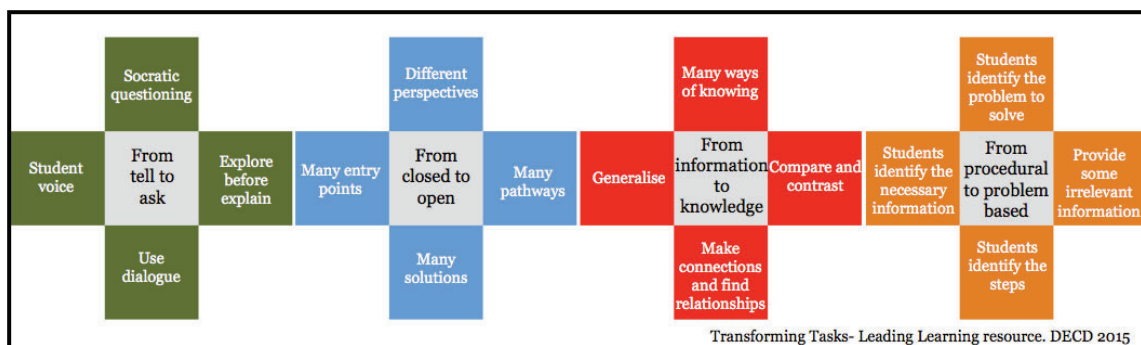 Socratic
questioning
Student
voice
From
tell to
ask
Explore
before
explain
Use
dialogue
Different
perspectives
Many entry
points
From
closed to
open
Many
pathways
Many
solutions
Many ways
of knowing
Generalise
From
information
to
knowledge
Compare and
contrast
Make
connections
and find
relationships
Students
identify the
problem to
solve
Students
identify the
necessary
information
From
procedural
to problem
based
Provide
some
irrelevant
information
Students
identify the
steps
Transforming Tasks- Leading Learning resource. DECD 2015